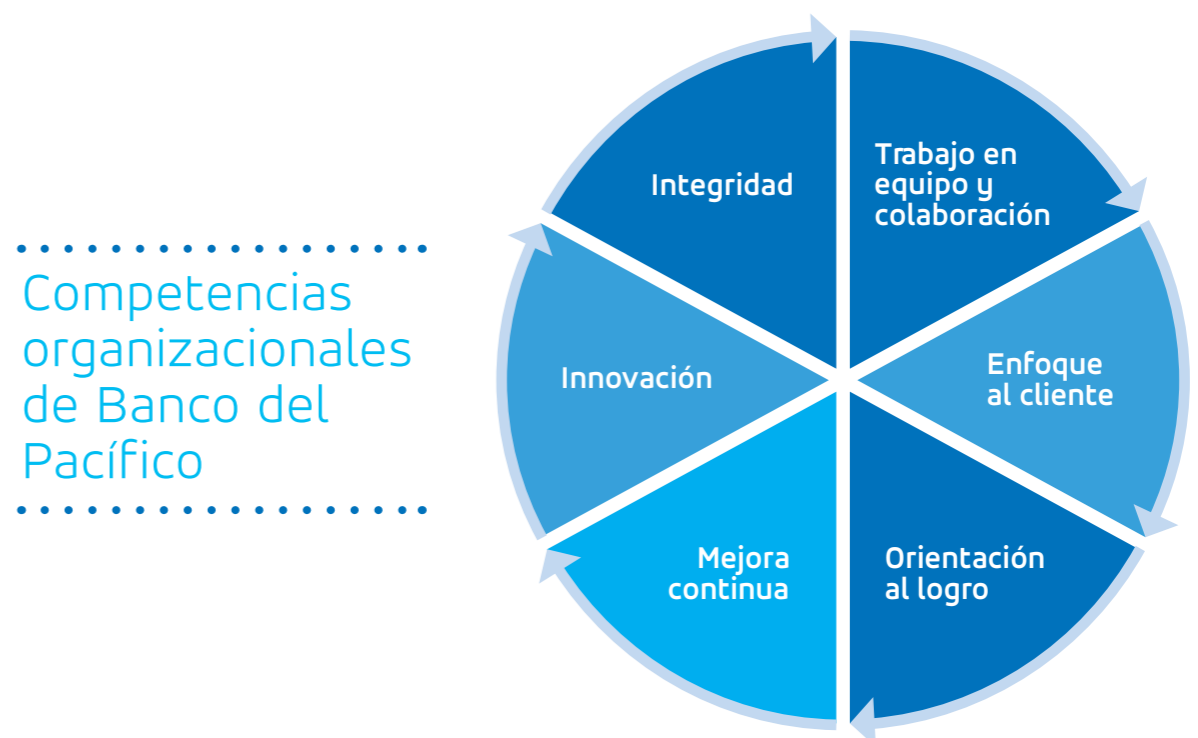 Competencias
organizacionales
de Banco del
Pacífico
Integridad
Trabajo en
equipo y
colaboración
Enfoque
al cliente
Orientación
al logro
Mejora
continua
Innovación